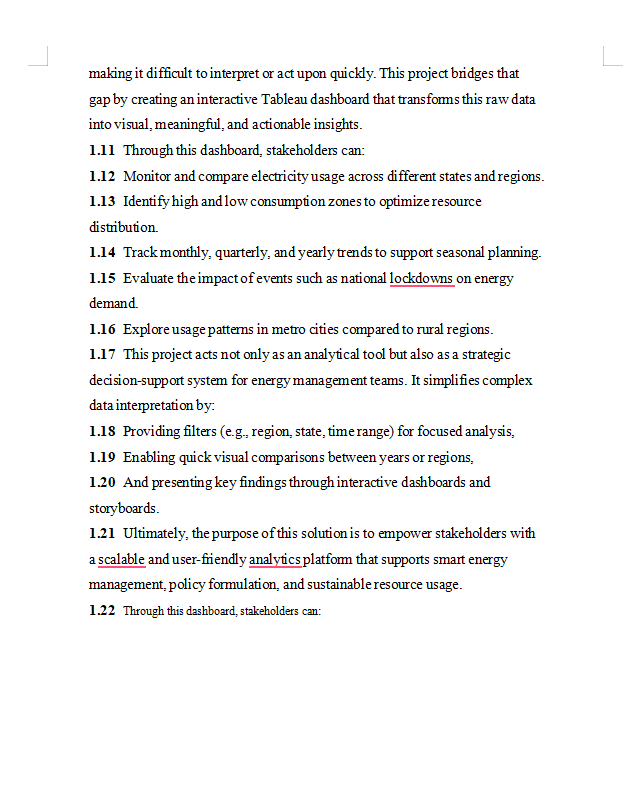 making it difficult to interpret or act upon quickly. This project bridges that
gap by creating an interactive Tableau dashboard that transforms this raw data
into visual, meaningful, and actionable insights.
1.11 Through this dashboard, stakeholders can:
1.12 Monitor and compare electricity usage across different states and regions.
1.13 Identify high and low consumption zones to optimize resource
distribution.
1.14 Track monthly, quarterly, and yearly trends to support seasonal planning.
1.15 Evaluate the impact of events such as national lockdowns on energy
demand.
1.16 Explore usage patterns in metro cities compared to rural regions.
1.17 This project acts not only as an analytical tool but also as a strategic
decision-support system for energy management teams. It simplifies complex
data interpretation by:
1.18 Providing filters (e.g., region, state, time range) for focused analysis,
1.19 Enabling quick visual comparisons between years or regions,
1.20 And presenting key findings through interactive dashboards and
storyboards.
1.21 Ultimately, the purpose of this solution is to empower stakeholders with
a scalable and user-friendly analytics platform that supports smart energy
management, policy formulation, and sustainable resource usage.
1.22 Through this dashboard, stakeholders can: